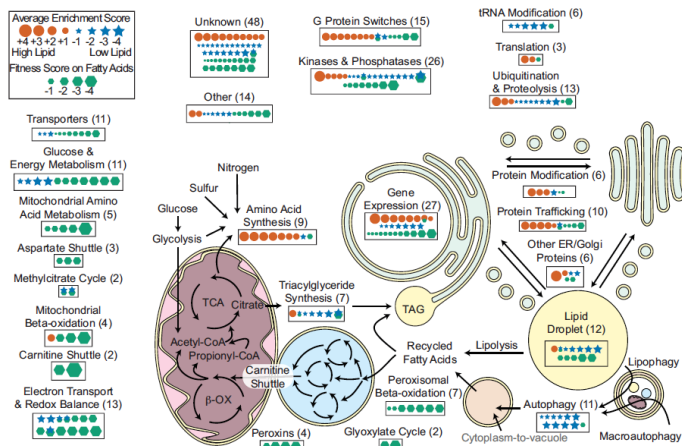 Average Enrichment Score
+4 +3 +2 +1 -1 -2 -3 -4
High Lipid Low Lipid
Fitness Score on Fatty Acids
-1 -2 -3 -4
Unknown (48)
Other (14)
G Protein Switches (15)
Kinases & Phosphatases (26)
tRNA Modification (6)
Translation (3)
Ubiquitination
& Proteolysis (13)
Transporters (11)
Glucose &
Energy Metabolism (11)
Mitochondrial Amino
Acid Metabolism (5)
Aspartate Shuttle (3)
Methylcitrate Cycle (2)
Mitochondrial
Beta-oxidation (4)
Carnitine Shuttle (2)
Electron Transport
& Redox Balance (13)
Nitrogen
Sulfur
Glucose
Glycolysis
Amino Acid
Synthesis (9)
Gene
Expression (27)
Protein Modification (6)
Protein Trafficking (10)
Other ER/Golgi
Proteins (6)
TCA
Citrate
Acetyl-CoA
Propionyl-CoA
β-OX
Triacylglyceride
Synthesis (7)
TAG
Carnitine
Shuttle
Recycled
Fatty Acids
Lipolysis
Lipid
Droplet (12)
Peroxisomal
Beta-oxidation (7)
Peroxins (4)
Glyoxylate Cycle (2)
Autophagy (11)
Lipophagy
Cytoplasm-to-vacuole
Macroautophagy